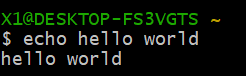 X1@DESKTOP-FS3VGTS ~
$ echo hello world
hello world